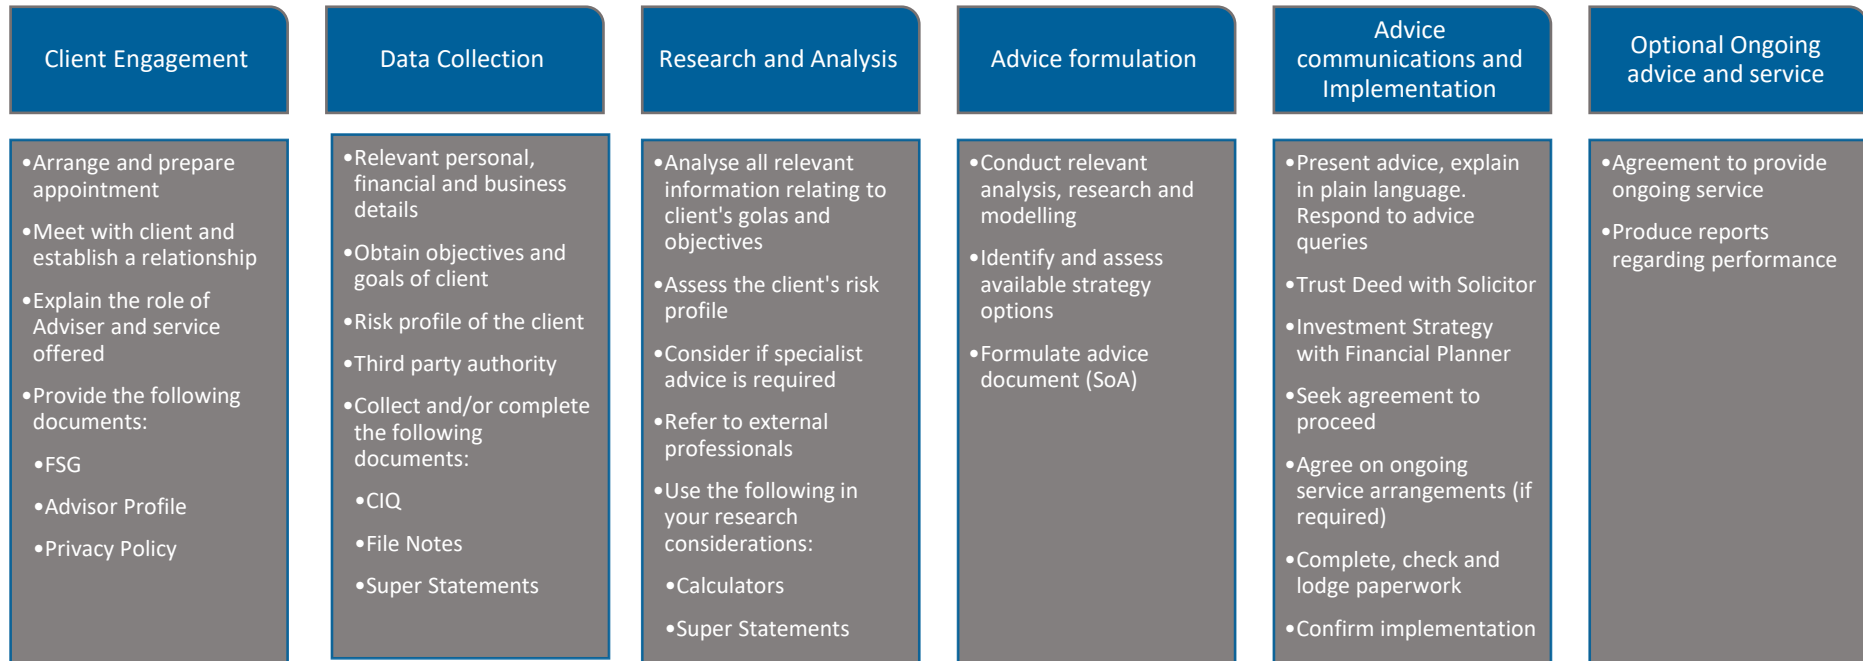 Client Engagement
•Arrange and prepare
appointment
•Meet with client and
establish a relationship
•Explain the role of
Adviser and service
offered
•Provide the following
documents:
•FSG
•Advisor Profile
•Privacy Policy
Data Collection
•Relevant personal,
financial and business
details
•Obtain objectives and
goals of client
•Risk profile of the client
•Third party authority
•Collect and/or complete
the following
documents:
•CIQ
•File Notes
•Super Statements
Research and Analysis
•Analyse all relevant
information relating to
client's golas and
objectives
•Assess the client's risk
profile
•Consider if specialist
advice is required
•Refer to external
professionals
•Use the following in
your research
considerations:
•Calculators
•Super Statements
Advice formulation
•Conduct relevant
analysis, research and
modelling
•Identify and assess
available strategy
options
•Formulate advice
document (SoA)
Advice
communications and
Implementation
•Present advice, explain
in plain language.
Respond to advice
queries
•Trust Deed with Solicitor
•Investment Strategy
with Financial Planner
•Seek agreement to
proceed
•Agree on ongoing
service arrangements (if
required)
•Complete, check and
lodge paperwork
•Confirm implementation
Optional Ongoing
advice and service
•Agreement to provide
ongoing service
•Produce reports
regarding performance